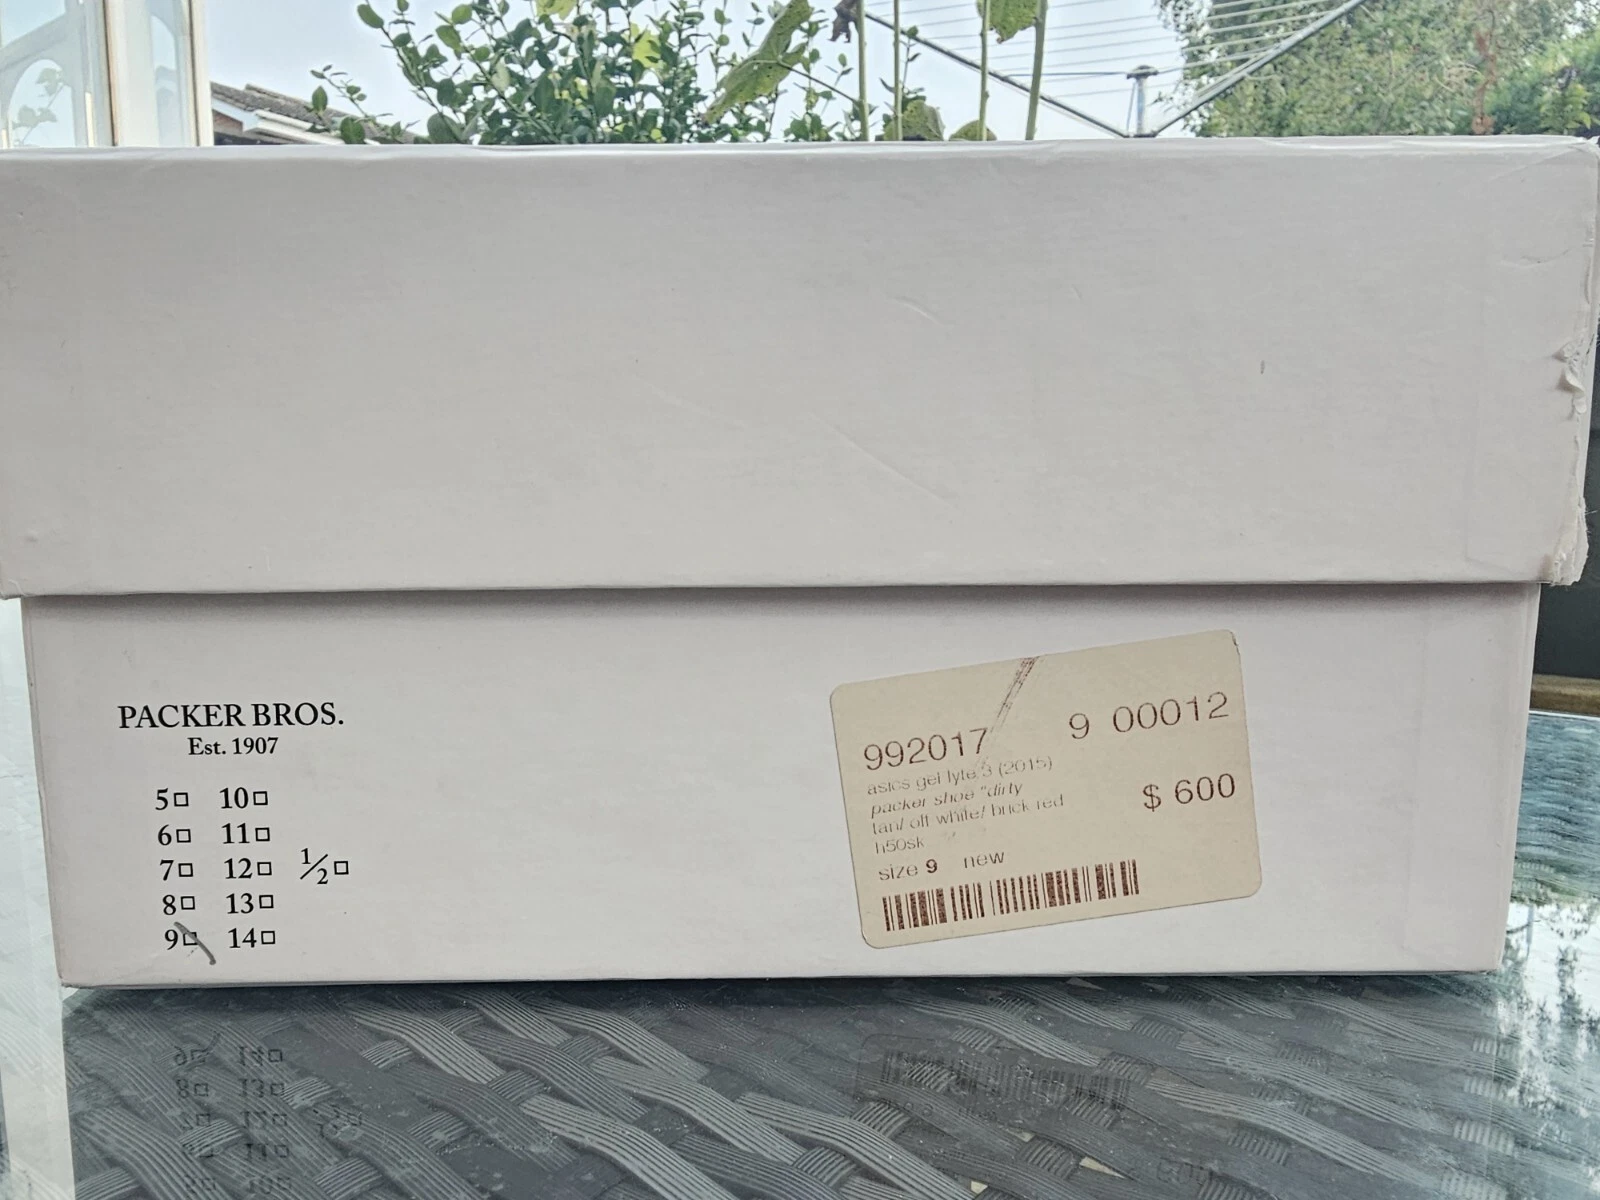 PACKER BROS.
Est. 1907
5 10
6 11
7 12 1/2
8 13
9 14
992017 9 00012
asics gel lyte 3 (2015)
packer shoe "dirty
tan/ off white/ brick red
h50sk
$ 600
size 9 new